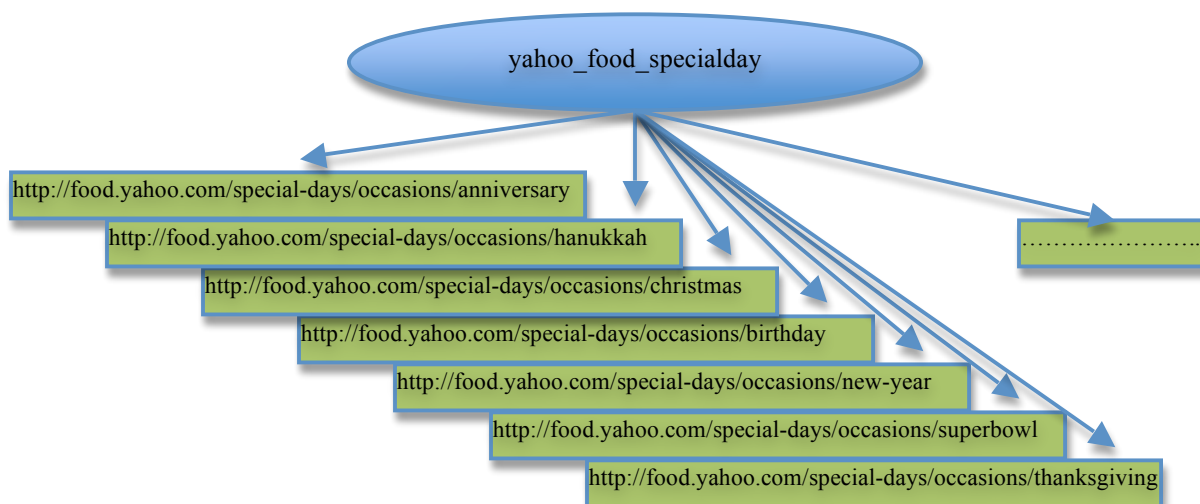 yahoo_food_specialday
http://food.yahoo.com/special-days/occasions/anniversary
http://food.yahoo.com/special-days/occasions/hanukkah
……………………..
http://food.yahoo.com/special-days/occasions/christmas
http://food.yahoo.com/special-days/occasions/birthday
http://food.yahoo.com/special-days/occasions/new-year
http://food.yahoo.com/special-days/occasions/superbowl
http://food.yahoo.com/special-days/occasions/thanksgiving